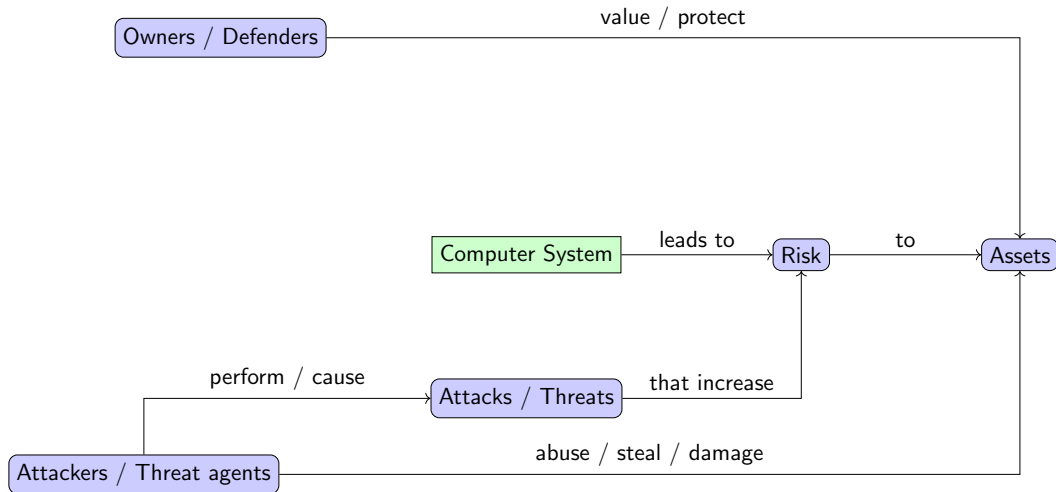 value / protect
Owners / Defenders
Computer System
leads to
Risk
to
Assets
perform / cause
Attacks / Threats
that increase
Attackers / Threat agents
abuse / steal / damage